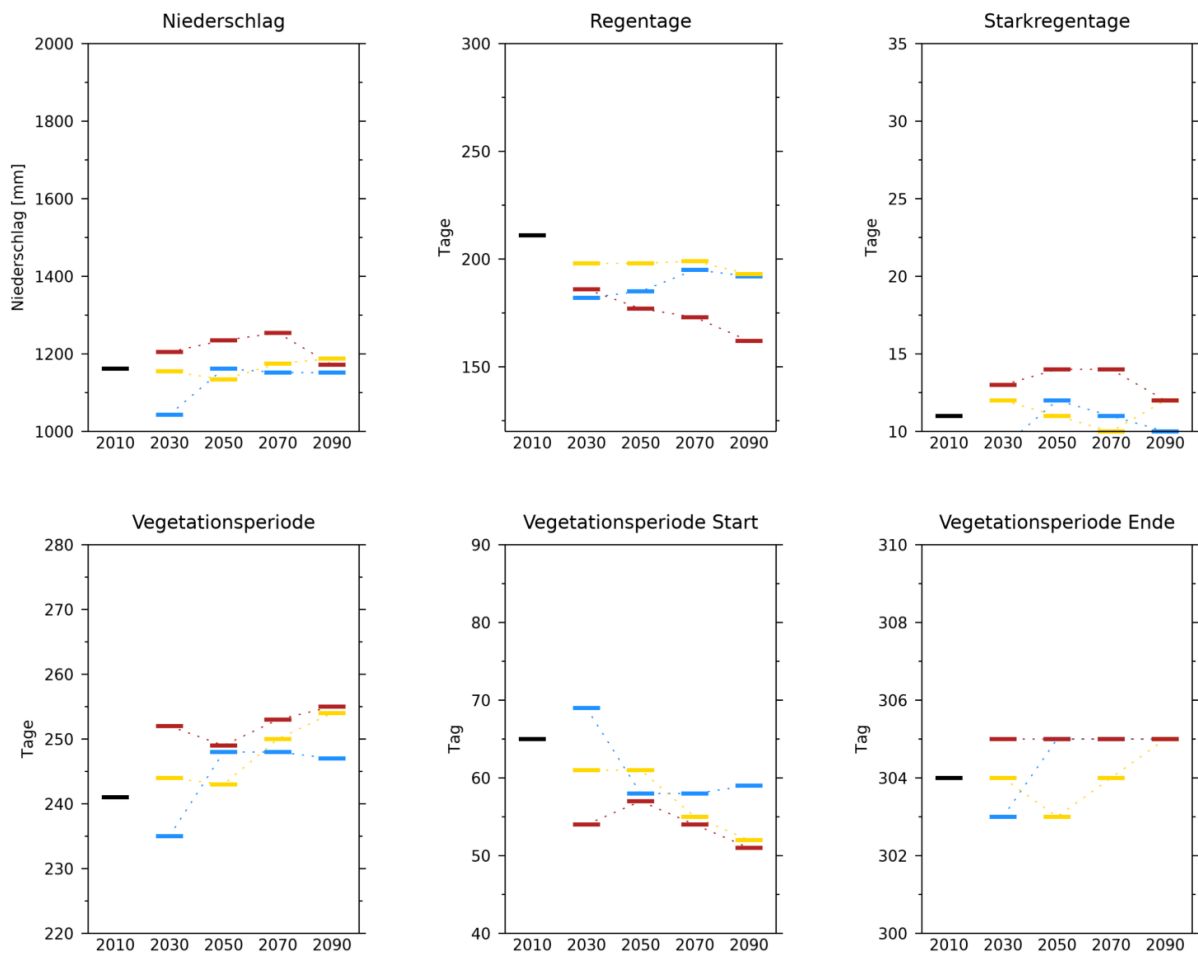 Niederschlag
Regentage
Starkregentage
2000
1800
1600
1400
1200
1000
Niederschlag [mm]
2010 2030 2050 2070 2090
300
250
200
150
Tage
2010 2030 2050 2070 2090
35
30
25
20
15
10
Tage
2010 2030 2050 2070 2090
Vegetationsperiode
Vegetationsperiode Start
Vegetationsperiode Ende
280
270
260
250
240
230
220
Tage
2010 2030 2050 2070 2090
90
80
70
60
50
40
Tag
2010 2030 2050 2070 2090
310
308
306
304
302
300
Tag
2010 2030 2050 2070 2090